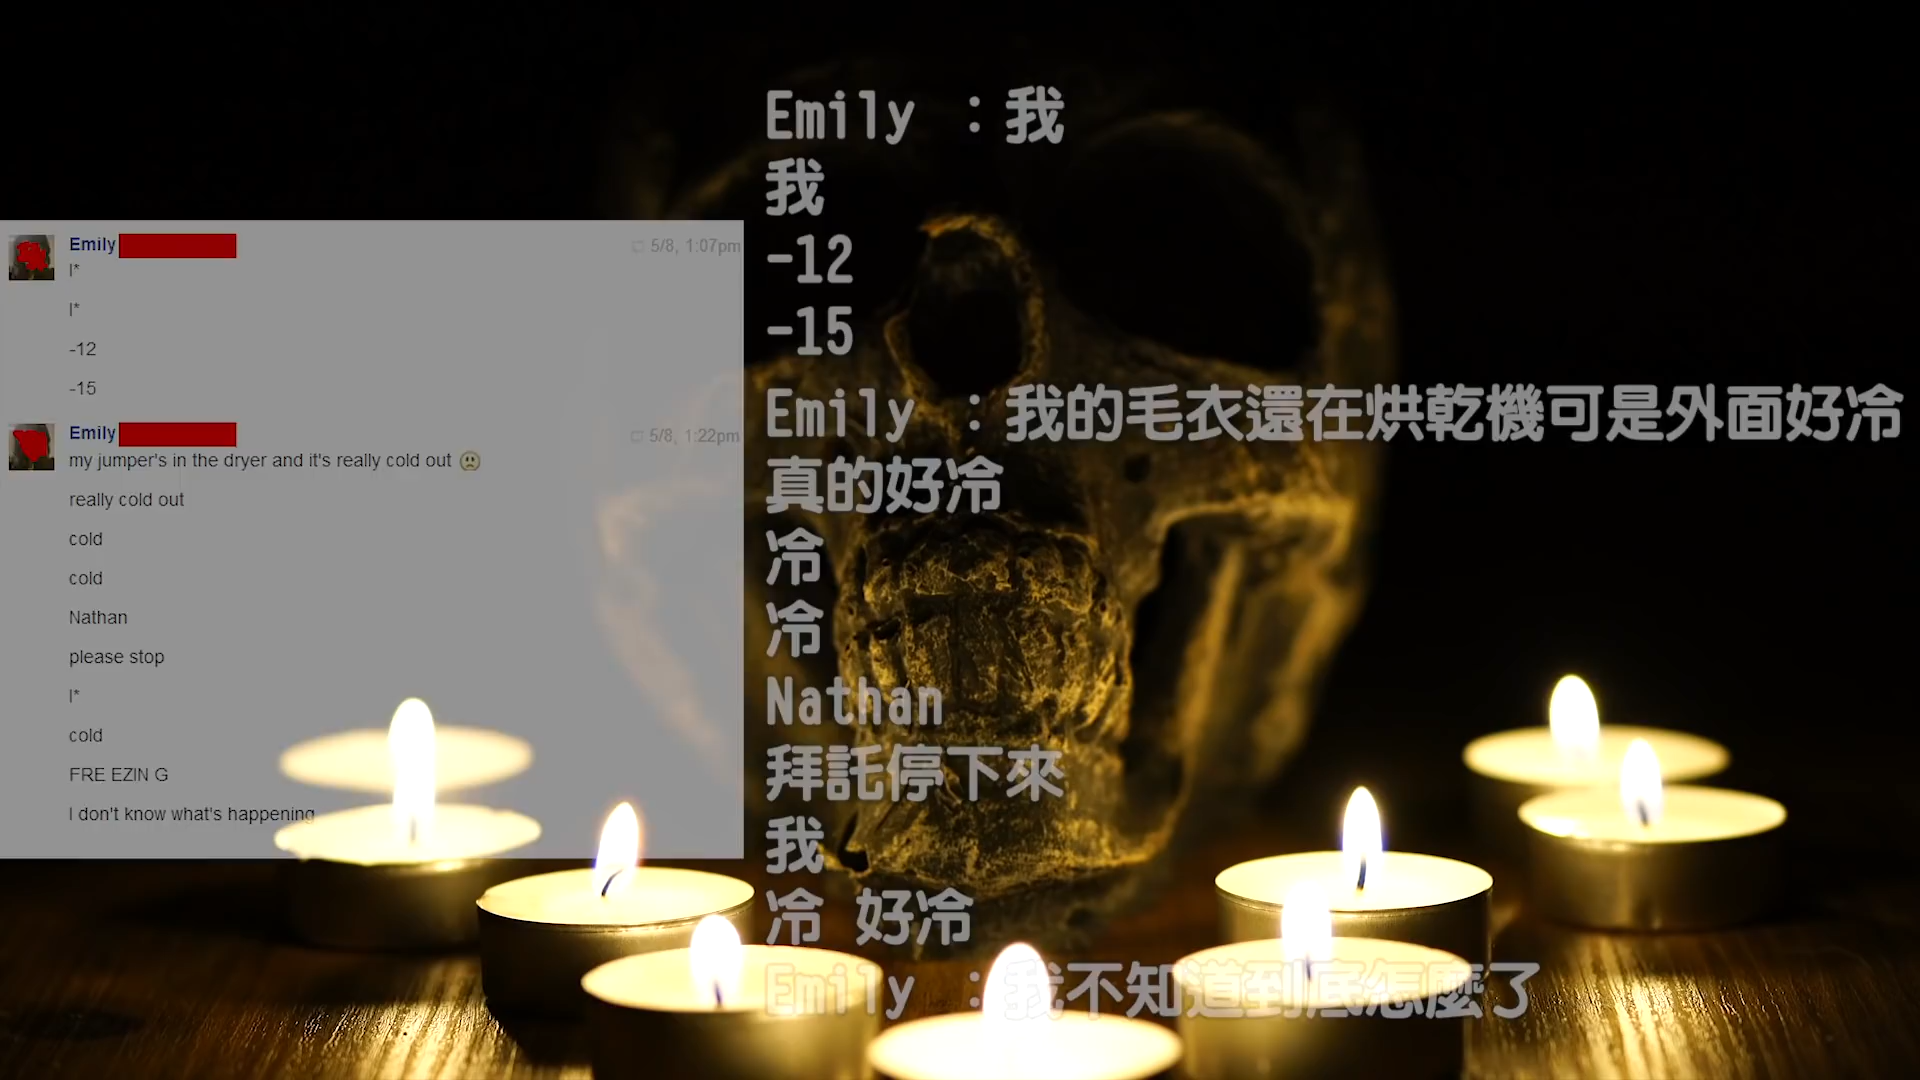 Emily
5/8, 1:07pm
l*
l*
-12
-15
Emily
5/8, 1:22pm
my jumper's in the dryer and it's really cold out
really cold out
cold
cold
Nathan
please stop
l*
cold
FRE EZIN G
I don't know what's happening
Emily ：我
我
-12
-15
Emily ：我的毛衣還在烘乾機可是外面好冷
真的好冷
冷
冷
Nathan
拜託停下來
我
冷 好冷
Emily ：我不知道到底怎麼了